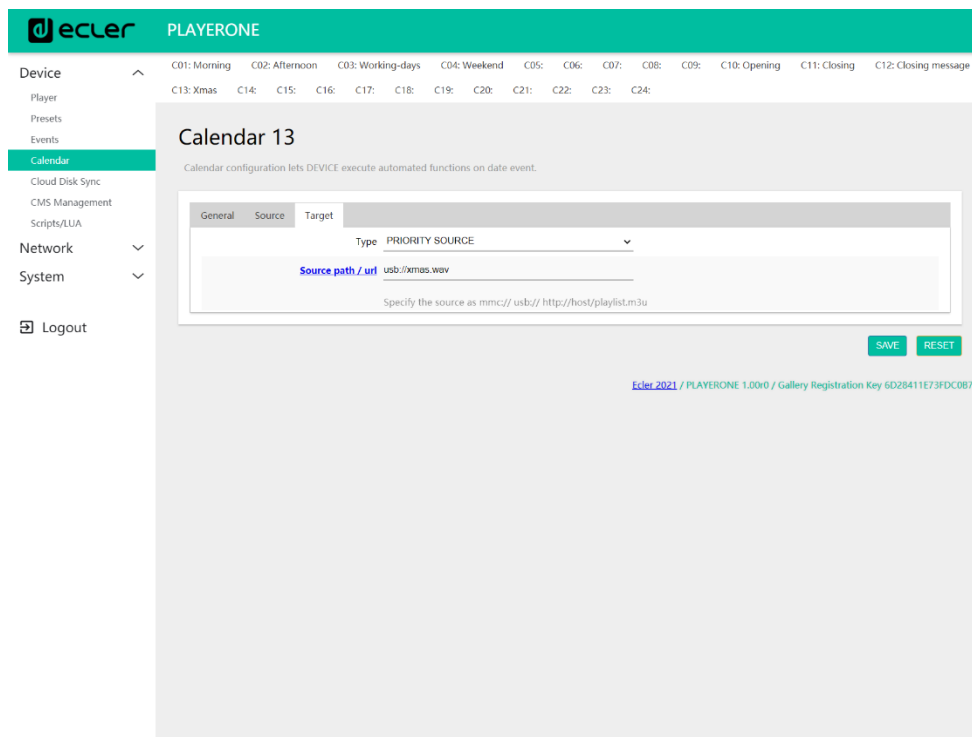 ecler
PLAYERONE
Device
Player
Presets
Events
Calendar
Cloud Disk Sync
CMS Management
Scripts/LUA
Network
System
Logout
C01: Morning C02: Afternoon C03: Working-days C04: Weekend C05: C06: C07: C08: C09: C10: Opening C11: Closing C12: Closing message
C13: Xmas C14: C15: C16: C17: C18: C19: C20: C21: C22: C23: C24:
Calendar 13
Calendar configuration lets DEVICE execute automated functions on date event.
General Source Target
Type PRIORITY SOURCE
Source path / url usb://xmas.wav
Specify the source as mmc:// usb:// http://host/playlist.m3u
SAVE RESET
Ecler 2021 / PLAYERONE 1.00r0 / Gallery Registration Key 6D28411E73FDC0B7